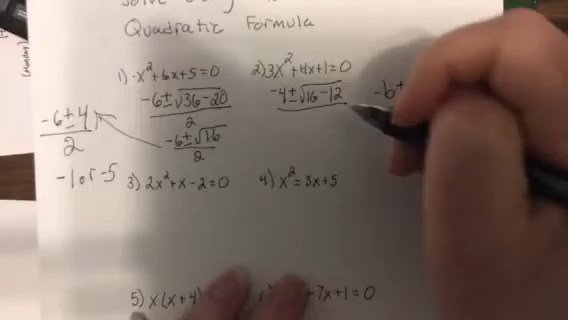 Quadratic Formula
1) x²+6x+5=0
-6±√36-20
2
-6±√16
2
-6±4
2
-1 or -5
2) 3x²+4x+1=0
-4±√16-12
-b±
3) 2x²+x-2=0
4) x²=3x+5
5) x(x+4)
+7x+1=0